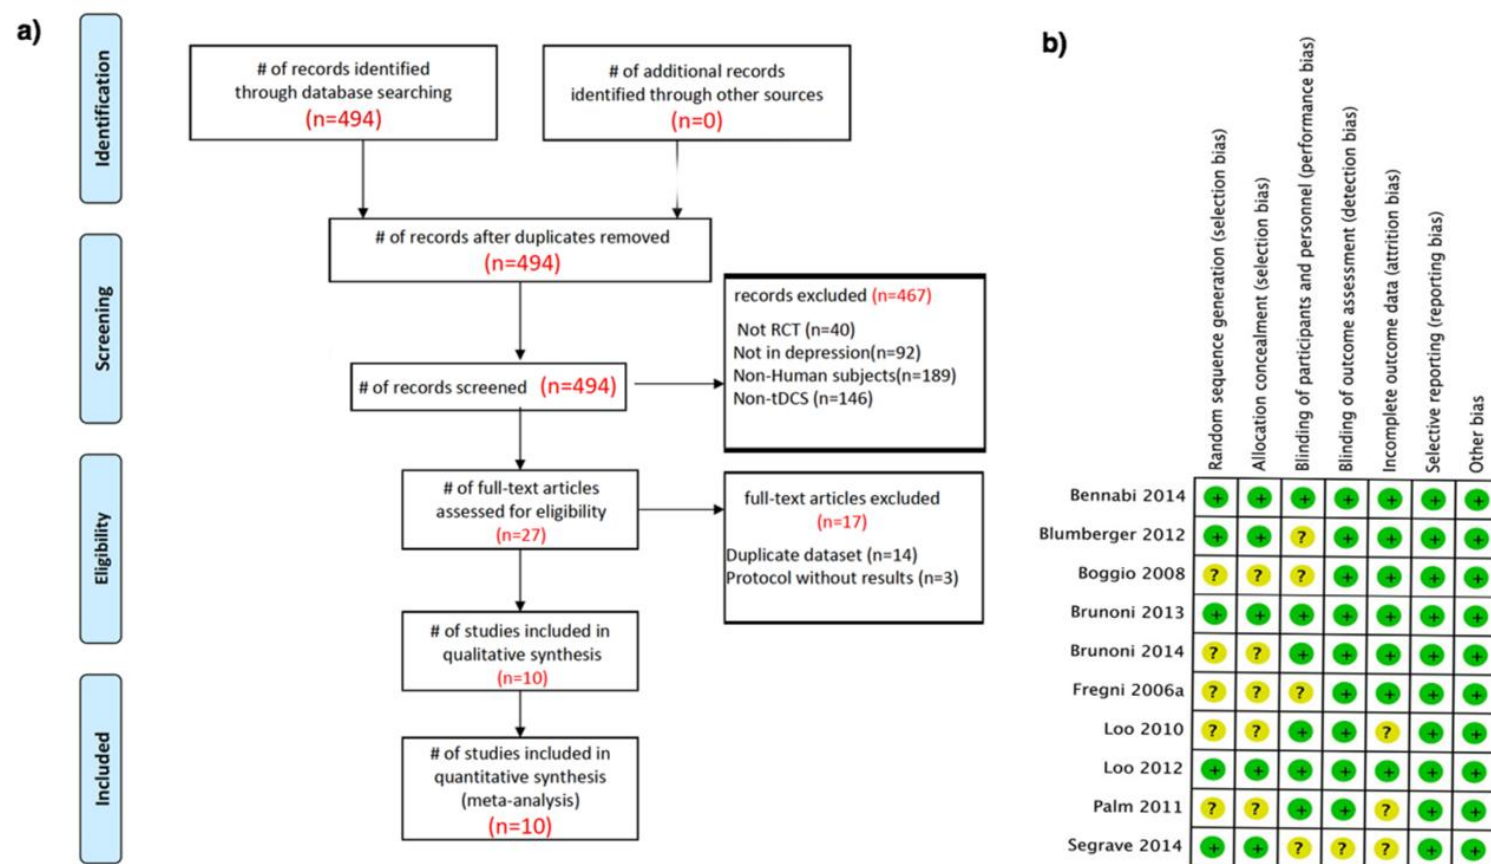 a)
Identification
# of records identified
through database searching
(n=494)
# of additional records
identified through other sources
(n=0)
# of records after duplicates removed
(n=494)
Screening
records excluded (n=467)
Not RCT (n=40)
Not in depression(n=92)
Non-Human subjects(n=189)
Non-tDCS (n=146)
# of records screened (n=494)
Eligibility
# of full-text articles
assessed for eligibility
(n=27)
full-text articles excluded
(n=17)
Duplicate dataset (n=14)
Protocol without results (n=3)
# of studies included in
qualitative synthesis
(n=10)
Included
# of studies included in
quantitative synthesis
(meta-analysis)
(n=10)
b)
Random sequence generation (selection bias)
Allocation concealment (selection bias)
Blinding of participants and personnel (performance bias)
Blinding of outcome assessment (detection bias)
Incomplete outcome data (attrition bias)
Selective reporting (reporting bias)
Other bias
Bennabi 2014 + + + + + + +
Blumberger 2012 + + ? + + + +
Boggio 2008 ? ? ? + + + +
Brunoni 2013 + + + + + + +
Brunoni 2014 ? ? + + + + +
Fregni 2006a ? ? ? + + + +
Loo 2010 ? ? + + ? + +
Loo 2012 + + + + + + +
Palm 2011 ? ? + + ? + +
Segrave 2014 + + ? ? ? + +